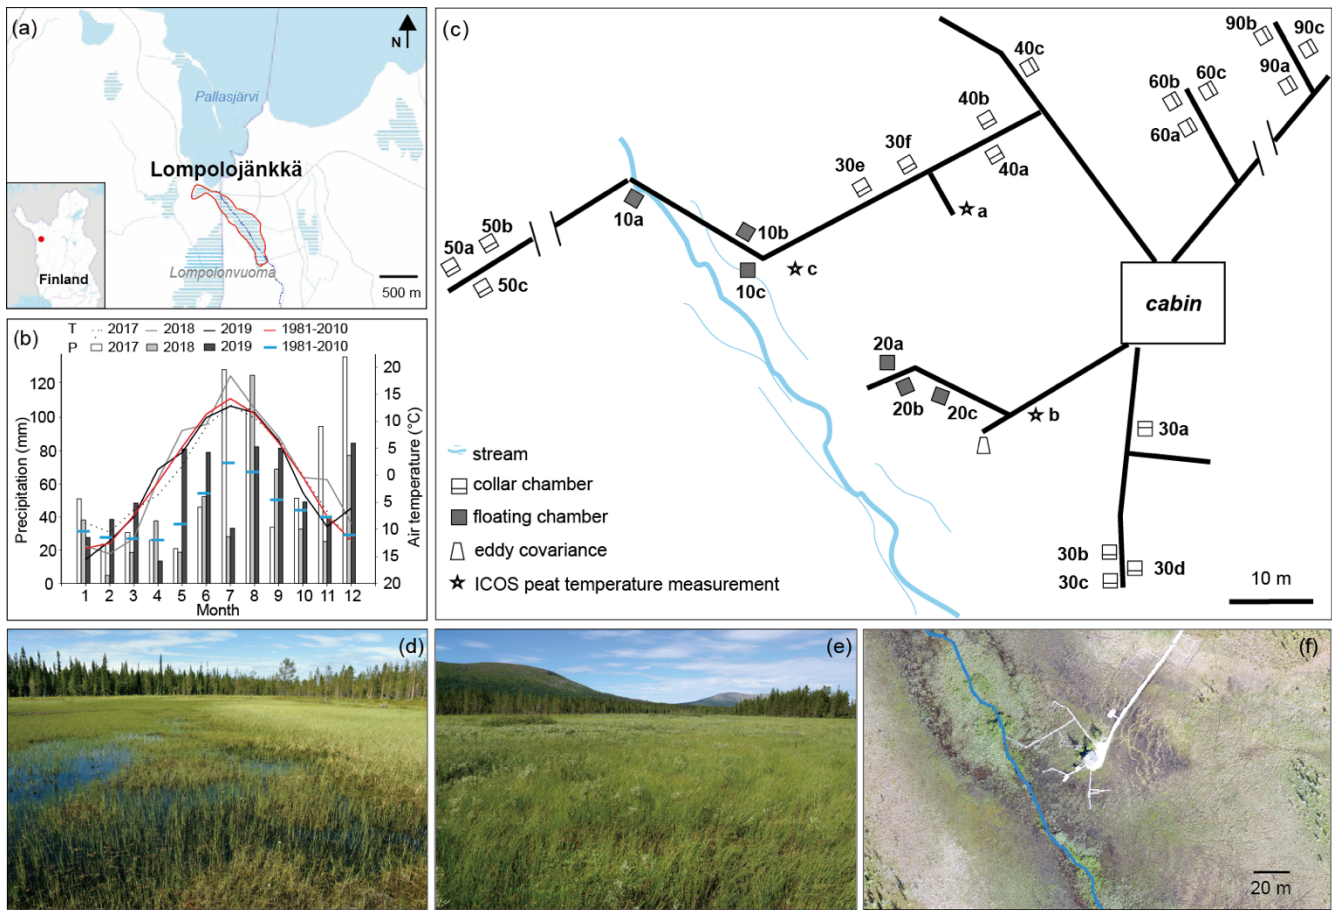 (a)
N
Pallasjärvi
Lompolojänkkä
Lompolonvuoma
Finland
500 m
(b)
T 2017 2018 2019 1981-2010
P 2017 2018 2019 1981-2010
Precipitation (mm)
120
100
80
60
40
20
0
20
15
10
5
0
5
10
15
20
Air temperature (°C)
1 2 3 4 5 6 7 8 9 10 11 12
Month
(c)
90b 90c
40c
60b 60c 90a
40b
60a
30f
30e 40a
a
10a
50b 10b
50a
50c 10c c
cabin
20a
20b 20c b
30a
stream
collar chamber
floating chamber
eddy covariance
ICOS peat temperature measurement
30b
30c 30d
10 m
(d)
(e)
(f)
20 m